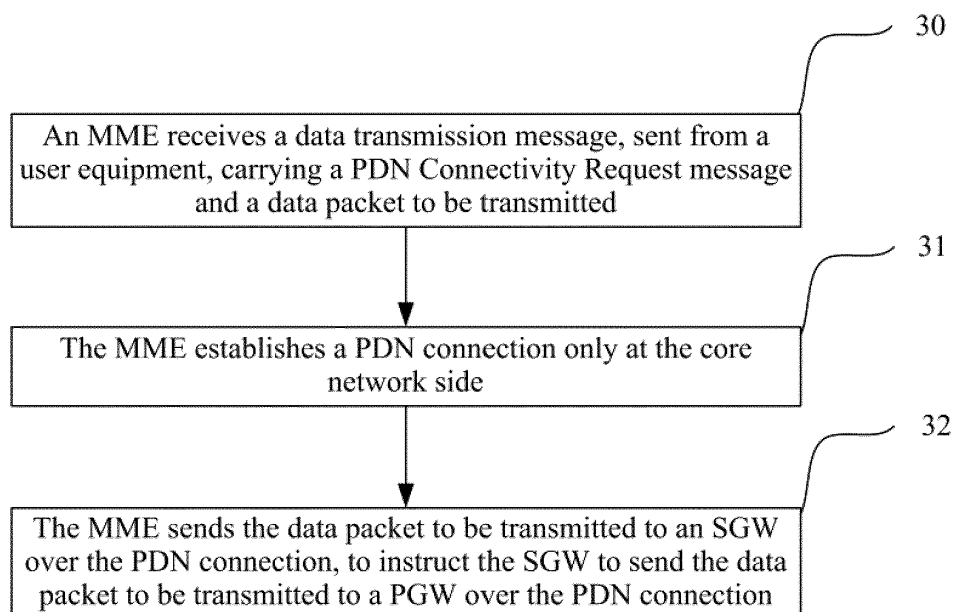 30
An MME receives a data transmission message, sent from a
user equipment, carrying a PDN Connectivity Request message
and a data packet to be transmitted
31
The MME establishes a PDN connection only at the core
network side
32
The MME sends the data packet to be transmitted to an SGW
over the PDN connection, to instruct the SGW to send the data
packet to be transmitted to a PGW over the PDN connection